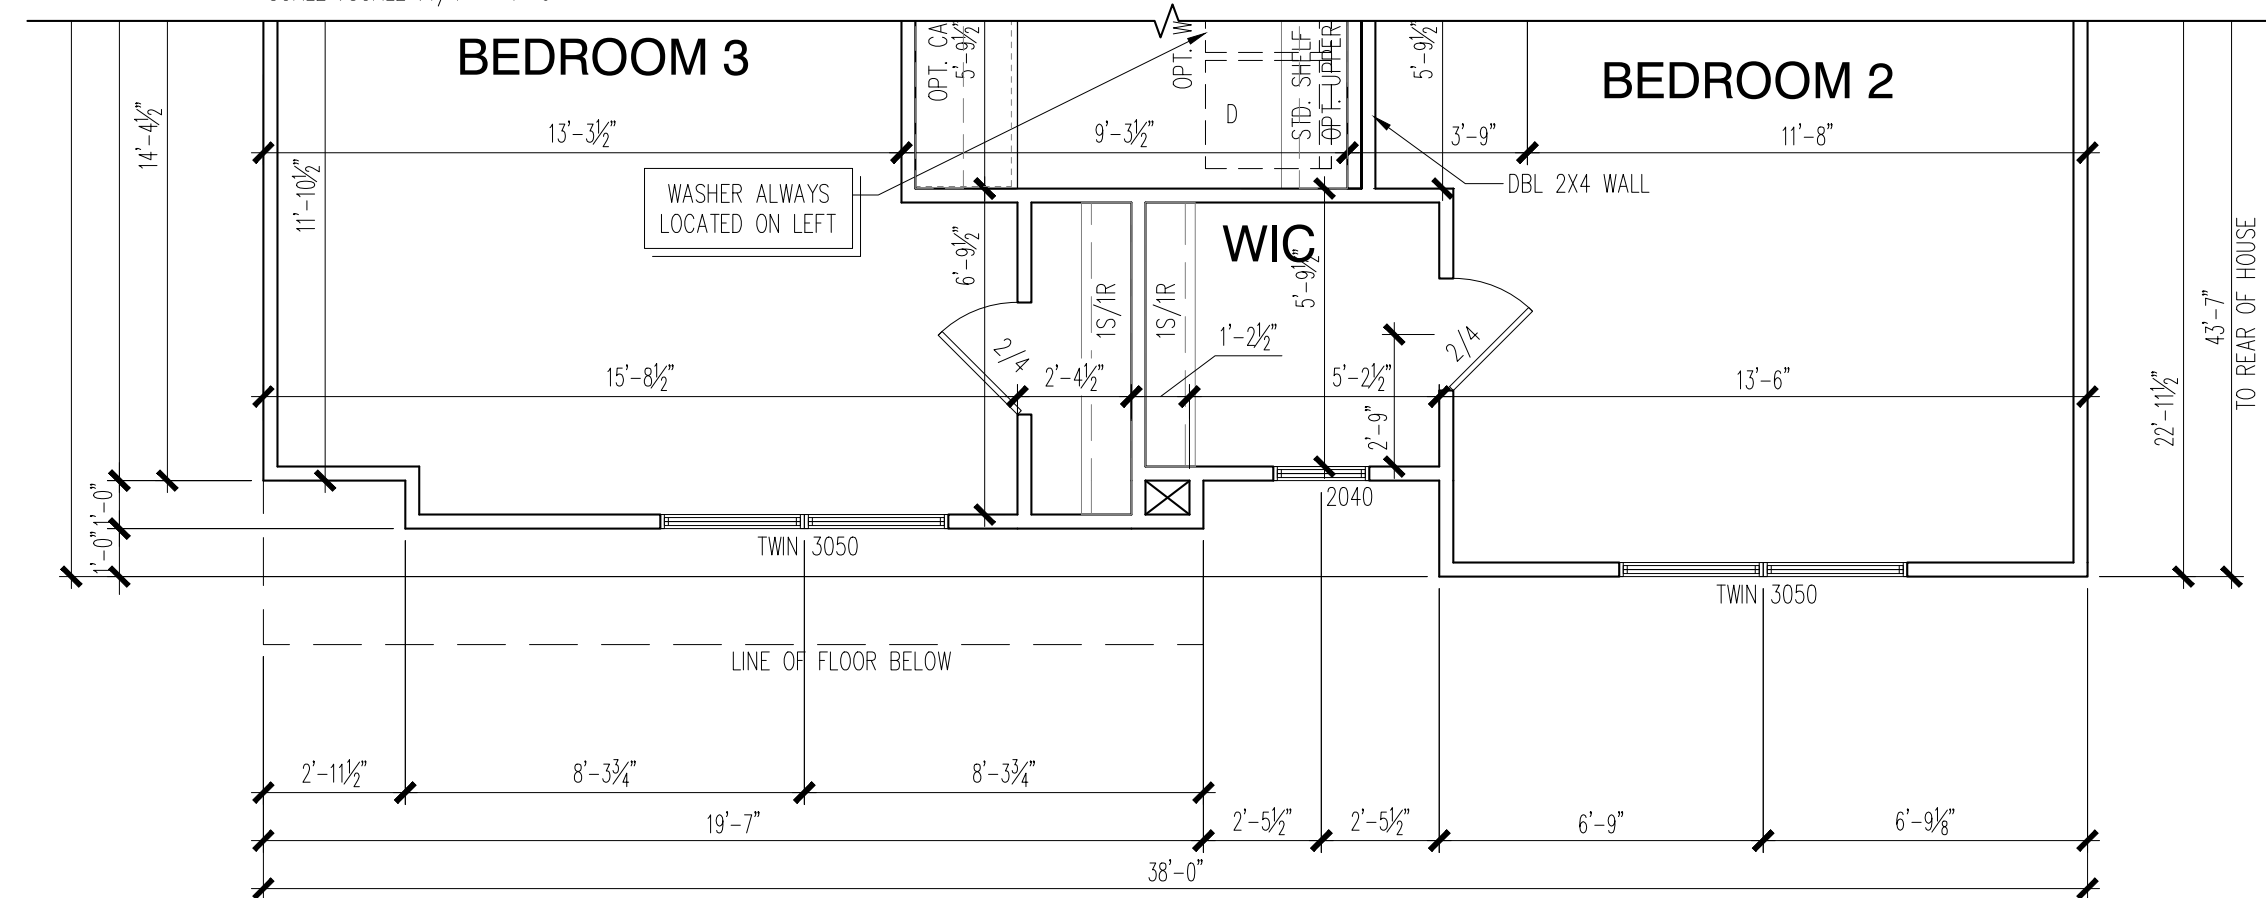 BEDROOM 3
BEDROOM 2
OPT. CA
5'-9½"
OPT. W
D
STD. SHELF
OPT. UPPER
5'-9½"
14'-4½"
11'-10½"
13'-3½"
9'-3½"
3'-9"
11'-8"
WASHER ALWAYS
LOCATED ON LEFT
DBL 2X4 WALL
WIC
6'-9½"
5'-9½"
1S/1R
1S/1R
1'-2½"
2/4
2/4
15'-8½"
2'-4½"
5'-2½"
13'-6"
2'-9"
22'-11½"
43'-7"
TO REAR OF HOUSE
1'-0"
1'-0"
2040
TWIN 3050
TWIN 3050
LINE OF FLOOR BELOW
2'-11½"
8'-3¾"
8'-3¾"
19'-7"
2'-5½"
2'-5½"
6'-9"
6'-9⅛"
38'-0"